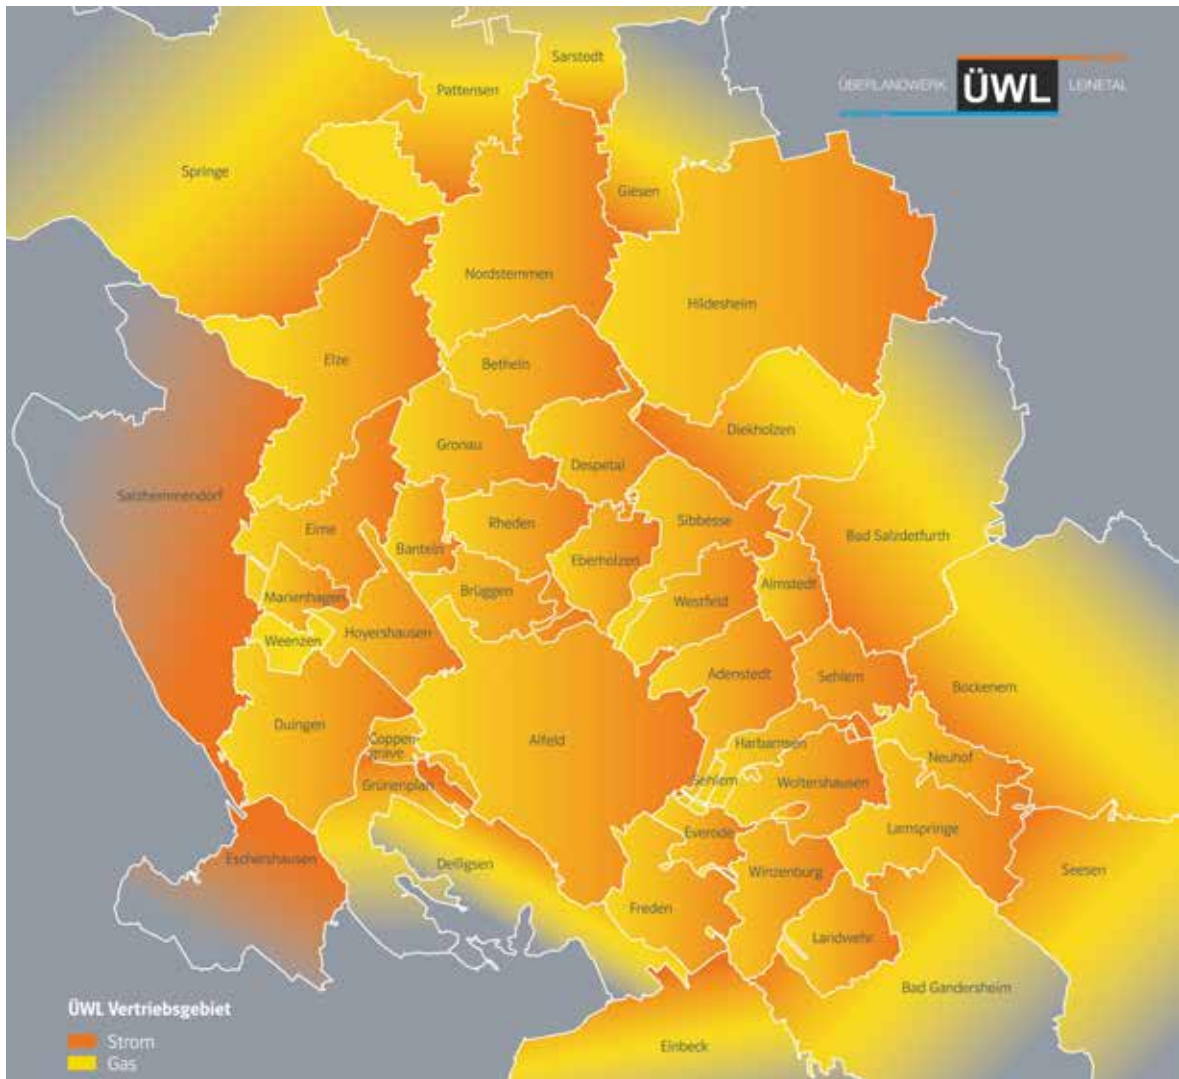 Sarstedt
ÜBERLANDWERK ÜWL LEINETAL
Pattensen
Springe
Giesen
Nordstemmen
Hildesheim
Elze
Betheln
Diekholzen
Gronau
Despetal
Salzhemmendorf
Eime
Rheden
Sibbesse
Bad Salzdetfurth
Banteln
Eberholzen
Almstedt
Marienhagen
Brüggen
Westfeld
Weenzen
Hoyershausen
Adenstedt
Sehlem
Bockenem
Duingen
Coppen-
grave
Alfeld
Harbarnsen
Neuhof
Grünenplan
Sehlem
Woltershausen
Everode
Lamspringe
Eschershausen
Delligsen
Winzenburg
Seesen
Freden
Landwehr
Bad Gandersheim
Einbeck
ÜWL Vertriebsgebiet
Strom
Gas